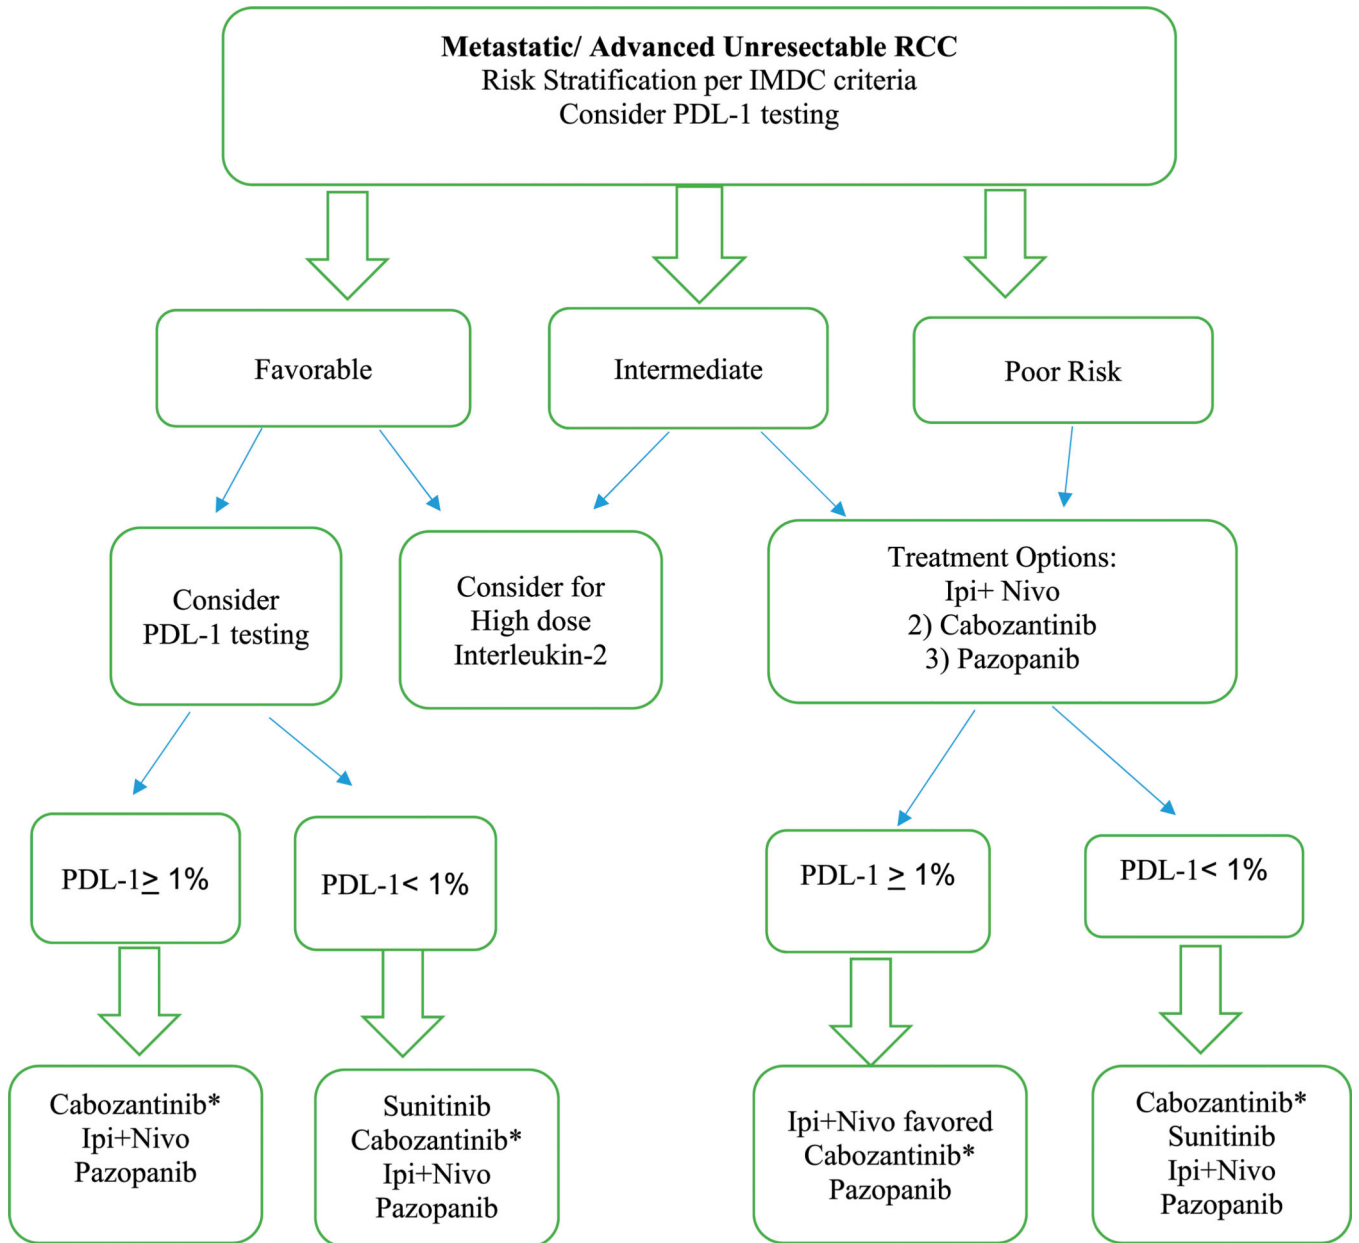 Metastatic/ Advanced Unresectable RCC
Risk Stratification per IMDC criteria
Consider PDL-1 testing
Favorable
Intermediate
Poor Risk
Consider
PDL-1 testing
Consider for
High dose
Interleukin-2
Treatment Options:
Ipi+ Nivo
2) Cabozantinib
3) Pazopanib
PDL-1≥ 1%
PDL-1< 1%
PDL-1 ≥ 1%
PDL-1< 1%
Cabozantinib*
Ipi+Nivo
Pazopanib
Sunitinib
Cabozantinib*
Ipi+Nivo
Pazopanib
Ipi+Nivo favored
Cabozantinib*
Pazopanib
Cabozantinib*
Sunitinib
Ipi+Nivo
Pazopanib